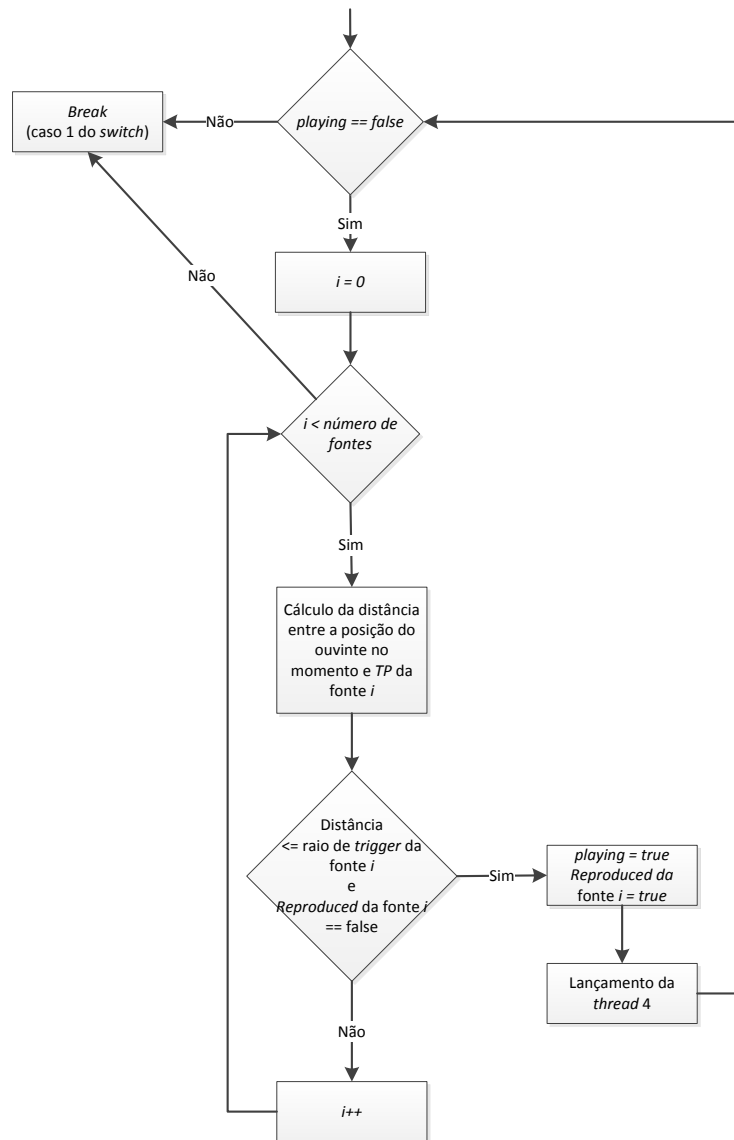 playing == false
Não
Break
(caso 1 do switch)
Sim
i = 0
Não
i < número de
fontes
Sim
Cálculo da distância
entre a posição do
ouvinte no
momento e TP da
fonte i
Distância
<= raio de trigger da
fonte i
e
Reproduced da fonte i
== false
Sim
playing = true
Reproduced da
fonte i = true
Lançamento da
thread 4
Não
i++